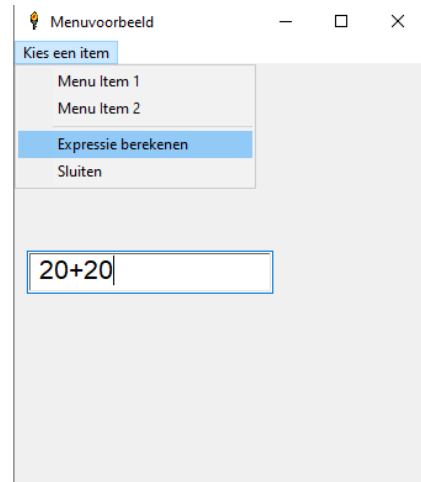 Menuvoorbeeld
Kies een item
Menu Item 1
Menu Item 2
Expressie berekenen
Sluiten
20+20